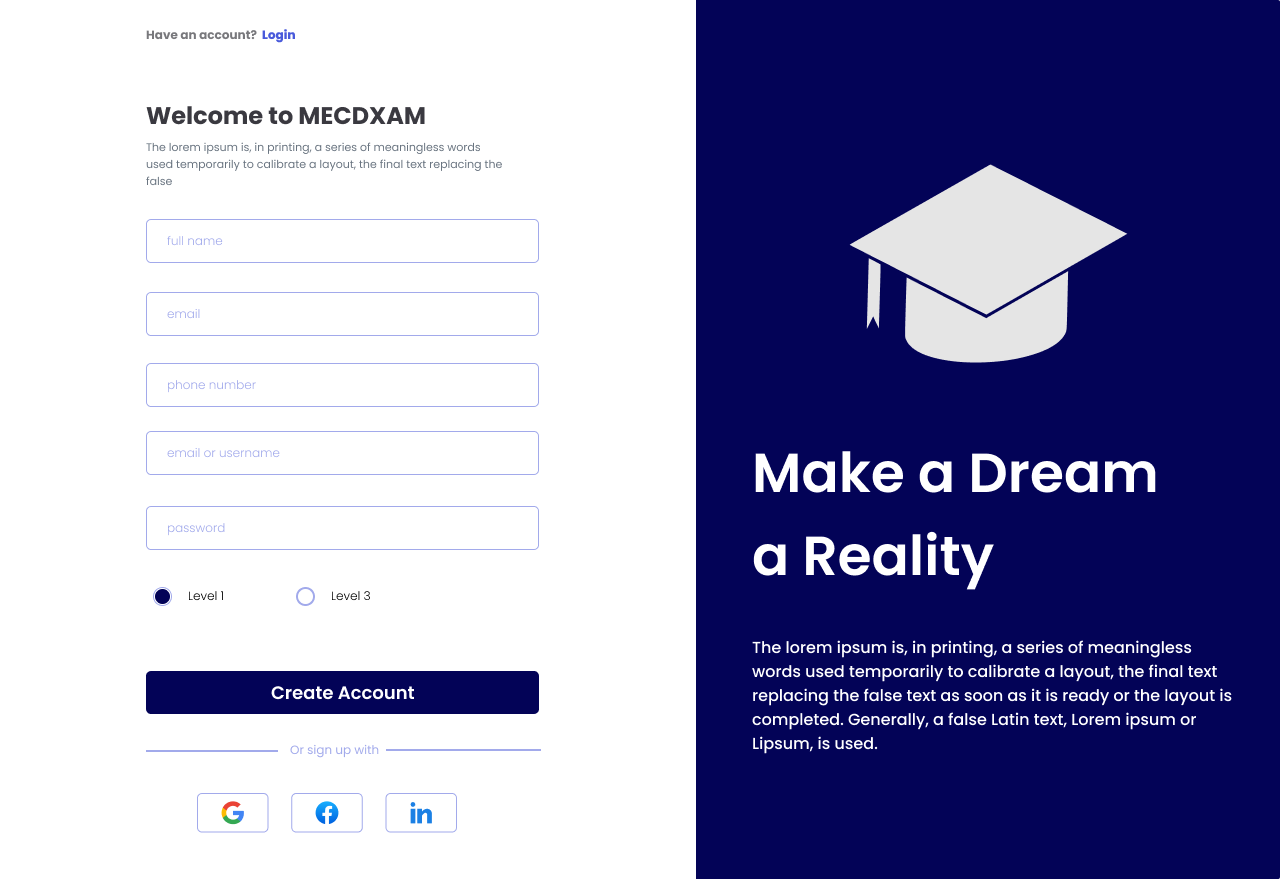 Have an account? Login
Welcome to MECDXAM
The lorem ipsum is, in printing, a series of meaningless words
used temporarily to calibrate a layout, the final text replacing the
false
full name
email
phone number
email or username
password
Level 1 Level 3
Create Account
Or sign up with
Make a Dream
a Reality
The lorem ipsum is, in printing, a series of meaningless
words used temporarily to calibrate a layout, the final text
replacing the false text as soon as it is ready or the layout is
completed. Generally, a false Latin text, Lorem ipsum or
Lipsum, is used.